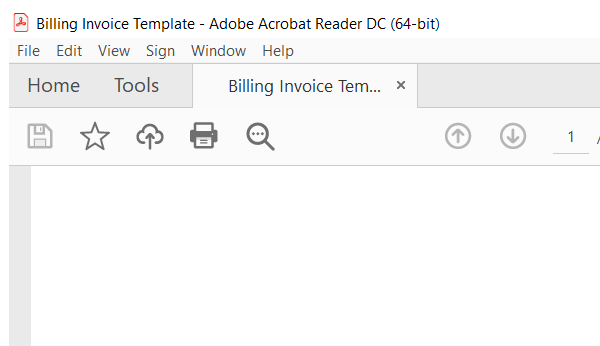 Billing Invoice Template - Adobe Acrobat Reader DC (64-bit)
File Edit View Sign Window Help
Home Tools Billing Invoice Tem... ×
1 /